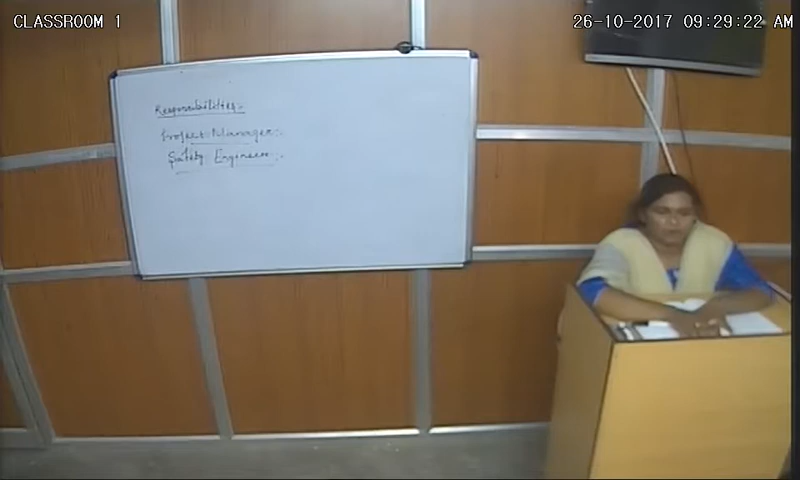 CLASSROOM 1
26-10-2017 09:29:22 AM
Responsibilities:-
Project Manager:-
Safety Engineer:-